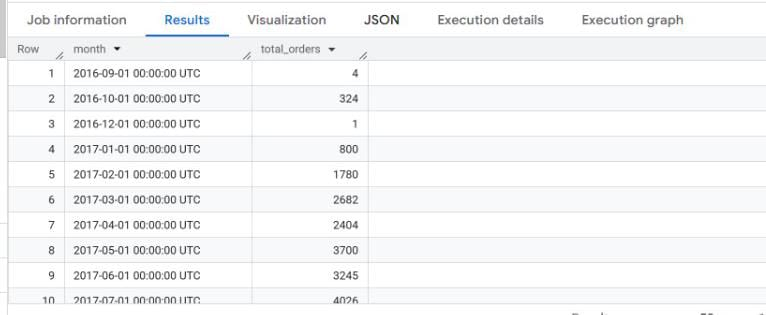 Job information Results Visualization JSON Execution details Execution graph
Row month total_orders
1 2016-09-01 00:00:00 UTC 4
2 2016-10-01 00:00:00 UTC 324
3 2016-12-01 00:00:00 UTC 1
4 2017-01-01 00:00:00 UTC 800
5 2017-02-01 00:00:00 UTC 1780
6 2017-03-01 00:00:00 UTC 2682
7 2017-04-01 00:00:00 UTC 2404
8 2017-05-01 00:00:00 UTC 3700
9 2017-06-01 00:00:00 UTC 3245
10 2017-07-01 00:00:00 UTC 4026